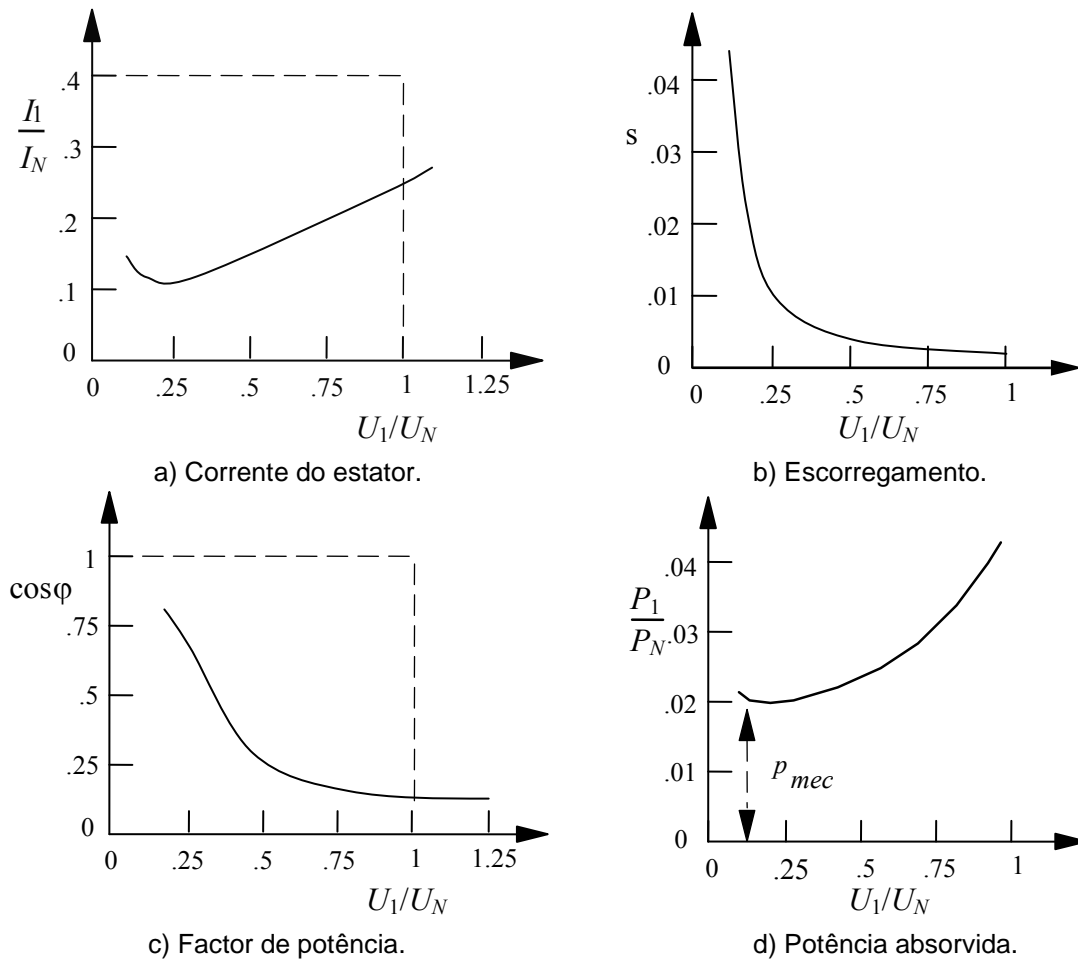 .4
I1
IN
.3
.2
.1
0
0 .25 .5 .75 1 1.25
U1/UN
a) Corrente do estator.
.04
s
.03
.02
.01
0
0 .25 .5 .75 1
U1/UN
b) Escorregamento.
1
cosφ
.75
.5
.25
0
0 .25 .5 .75 1 1.25
U1/UN
c) Factor de potência.
.04
P1
PN
.03
.02
.01
pmec
0
0 .25 .5 .75 1
U1/UN
d) Potência absorvida.